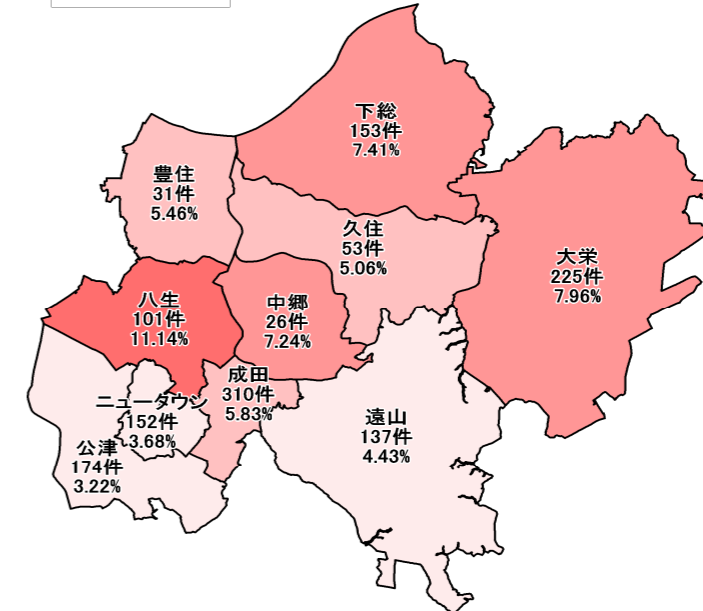 下総
153件
7.41%
豊住
31件
5.46%
久住
53件
5.06%
大栄
225件
7.96%
八生
101件
11.14%
中郷
26件
7.24%
成田
310件
5.83%
ニュータウン
152件
3.68%
遠山
137件
4.43%
公津
174件
3.22%